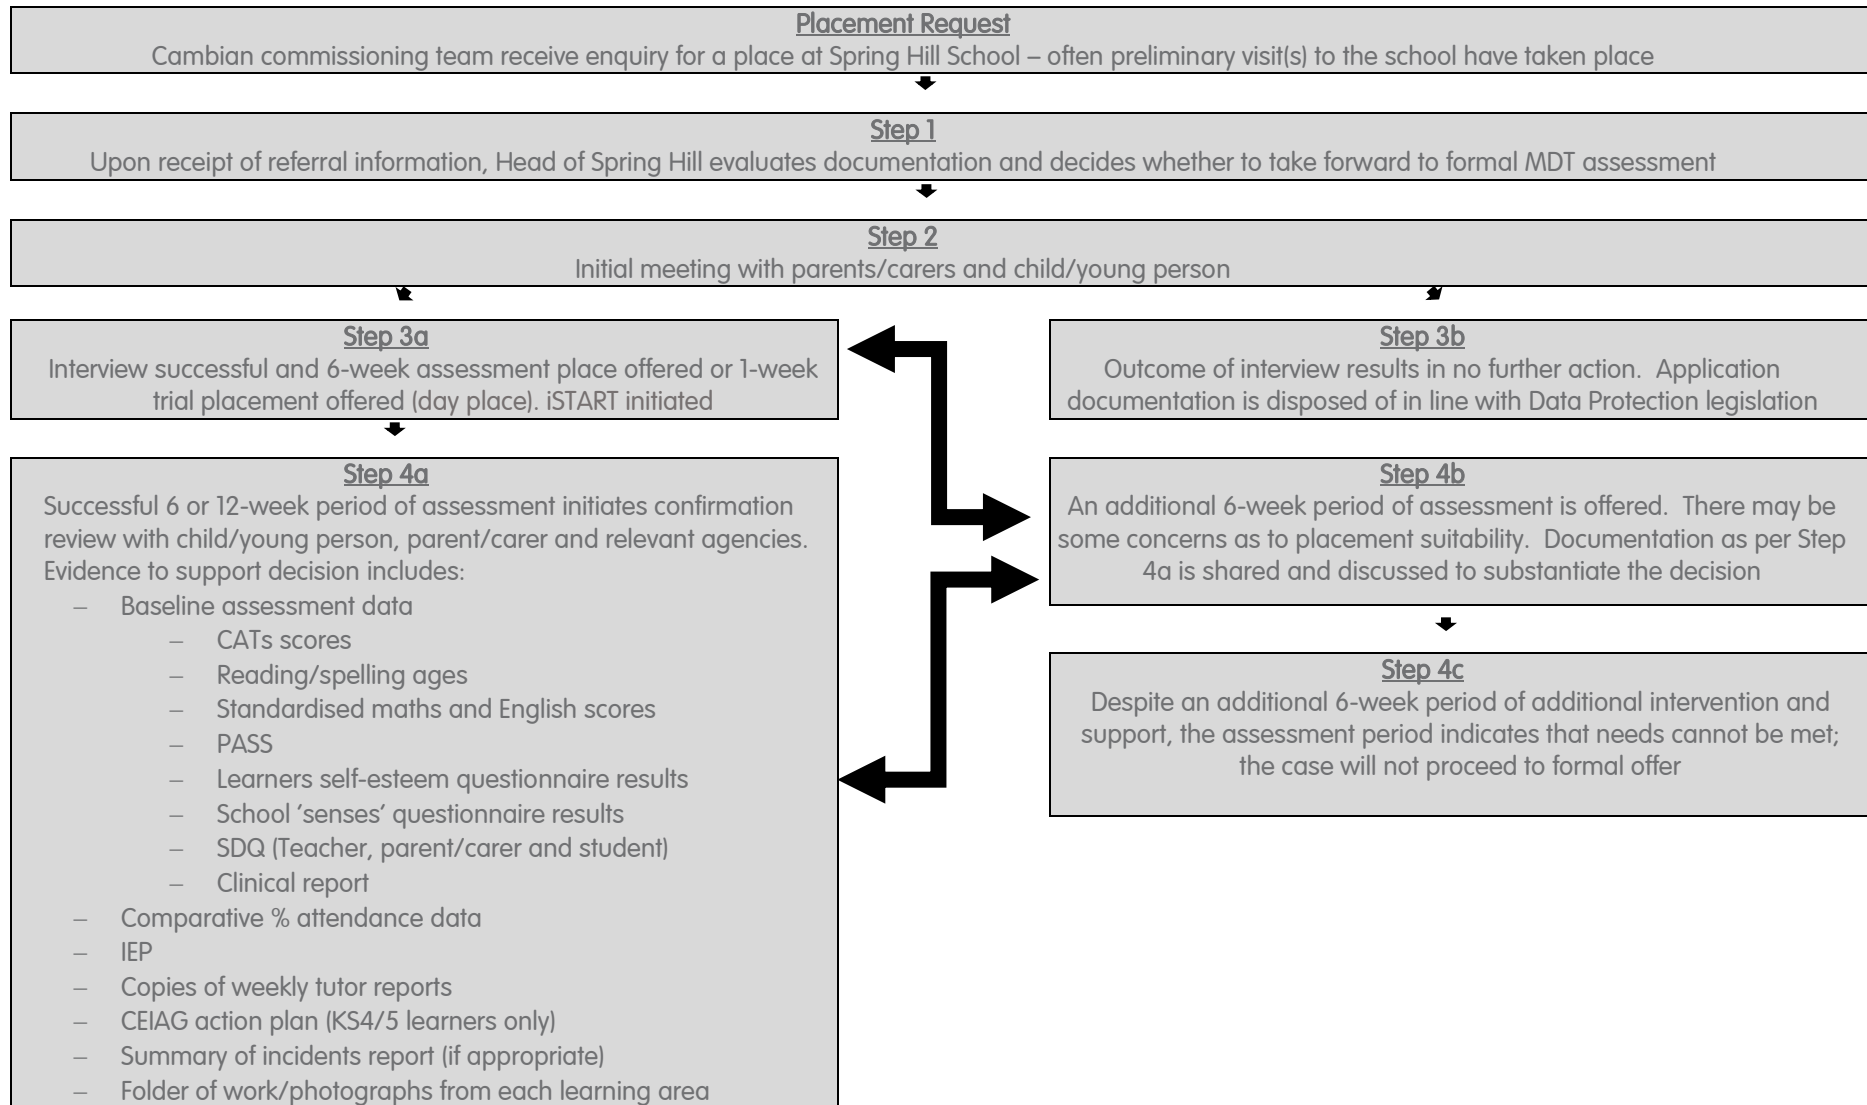 Placement Request
Cambian commissioning team receive enquiry for a place at Spring Hill School – often preliminary visit(s) to the school have taken place
Step 1
Upon receipt of referral information, Head of Spring Hill evaluates documentation and decides whether to take forward to formal MDT assessment
Step 2
Initial meeting with parents/carers and child/young person
Step 3a
Interview successful and 6-week assessment place offered or 1-week
trial placement offered (day place). iSTART initiated
Step 3b
Outcome of interview results in no further action.  Application
documentation is disposed of in line with Data Protection legislation
Step 4a
Successful 6 or 12-week period of assessment initiates confirmation
review with child/young person, parent/carer and relevant agencies.
Evidence to support decision includes:
– Baseline assessment data
– CATs scores
– Reading/spelling ages
– Standardised maths and English scores
– PASS
– Learners self-esteem questionnaire results
– School ‘senses’ questionnaire results
– SDQ (Teacher, parent/carer and student)
– Clinical report
– Comparative % attendance data
– IEP
– Copies of weekly tutor reports
– CEIAG action plan (KS4/5 learners only)
– Summary of incidents report (if appropriate)
– Folder of work/photographs from each learning area
Step 4b
An additional 6-week period of assessment is offered.  There may be
some concerns as to placement suitability.  Documentation as per Step
4a is shared and discussed to substantiate the decision
Step 4c
Despite an additional 6-week period of additional intervention and
support, the assessment period indicates that needs cannot be met;
the case will not proceed to formal offer